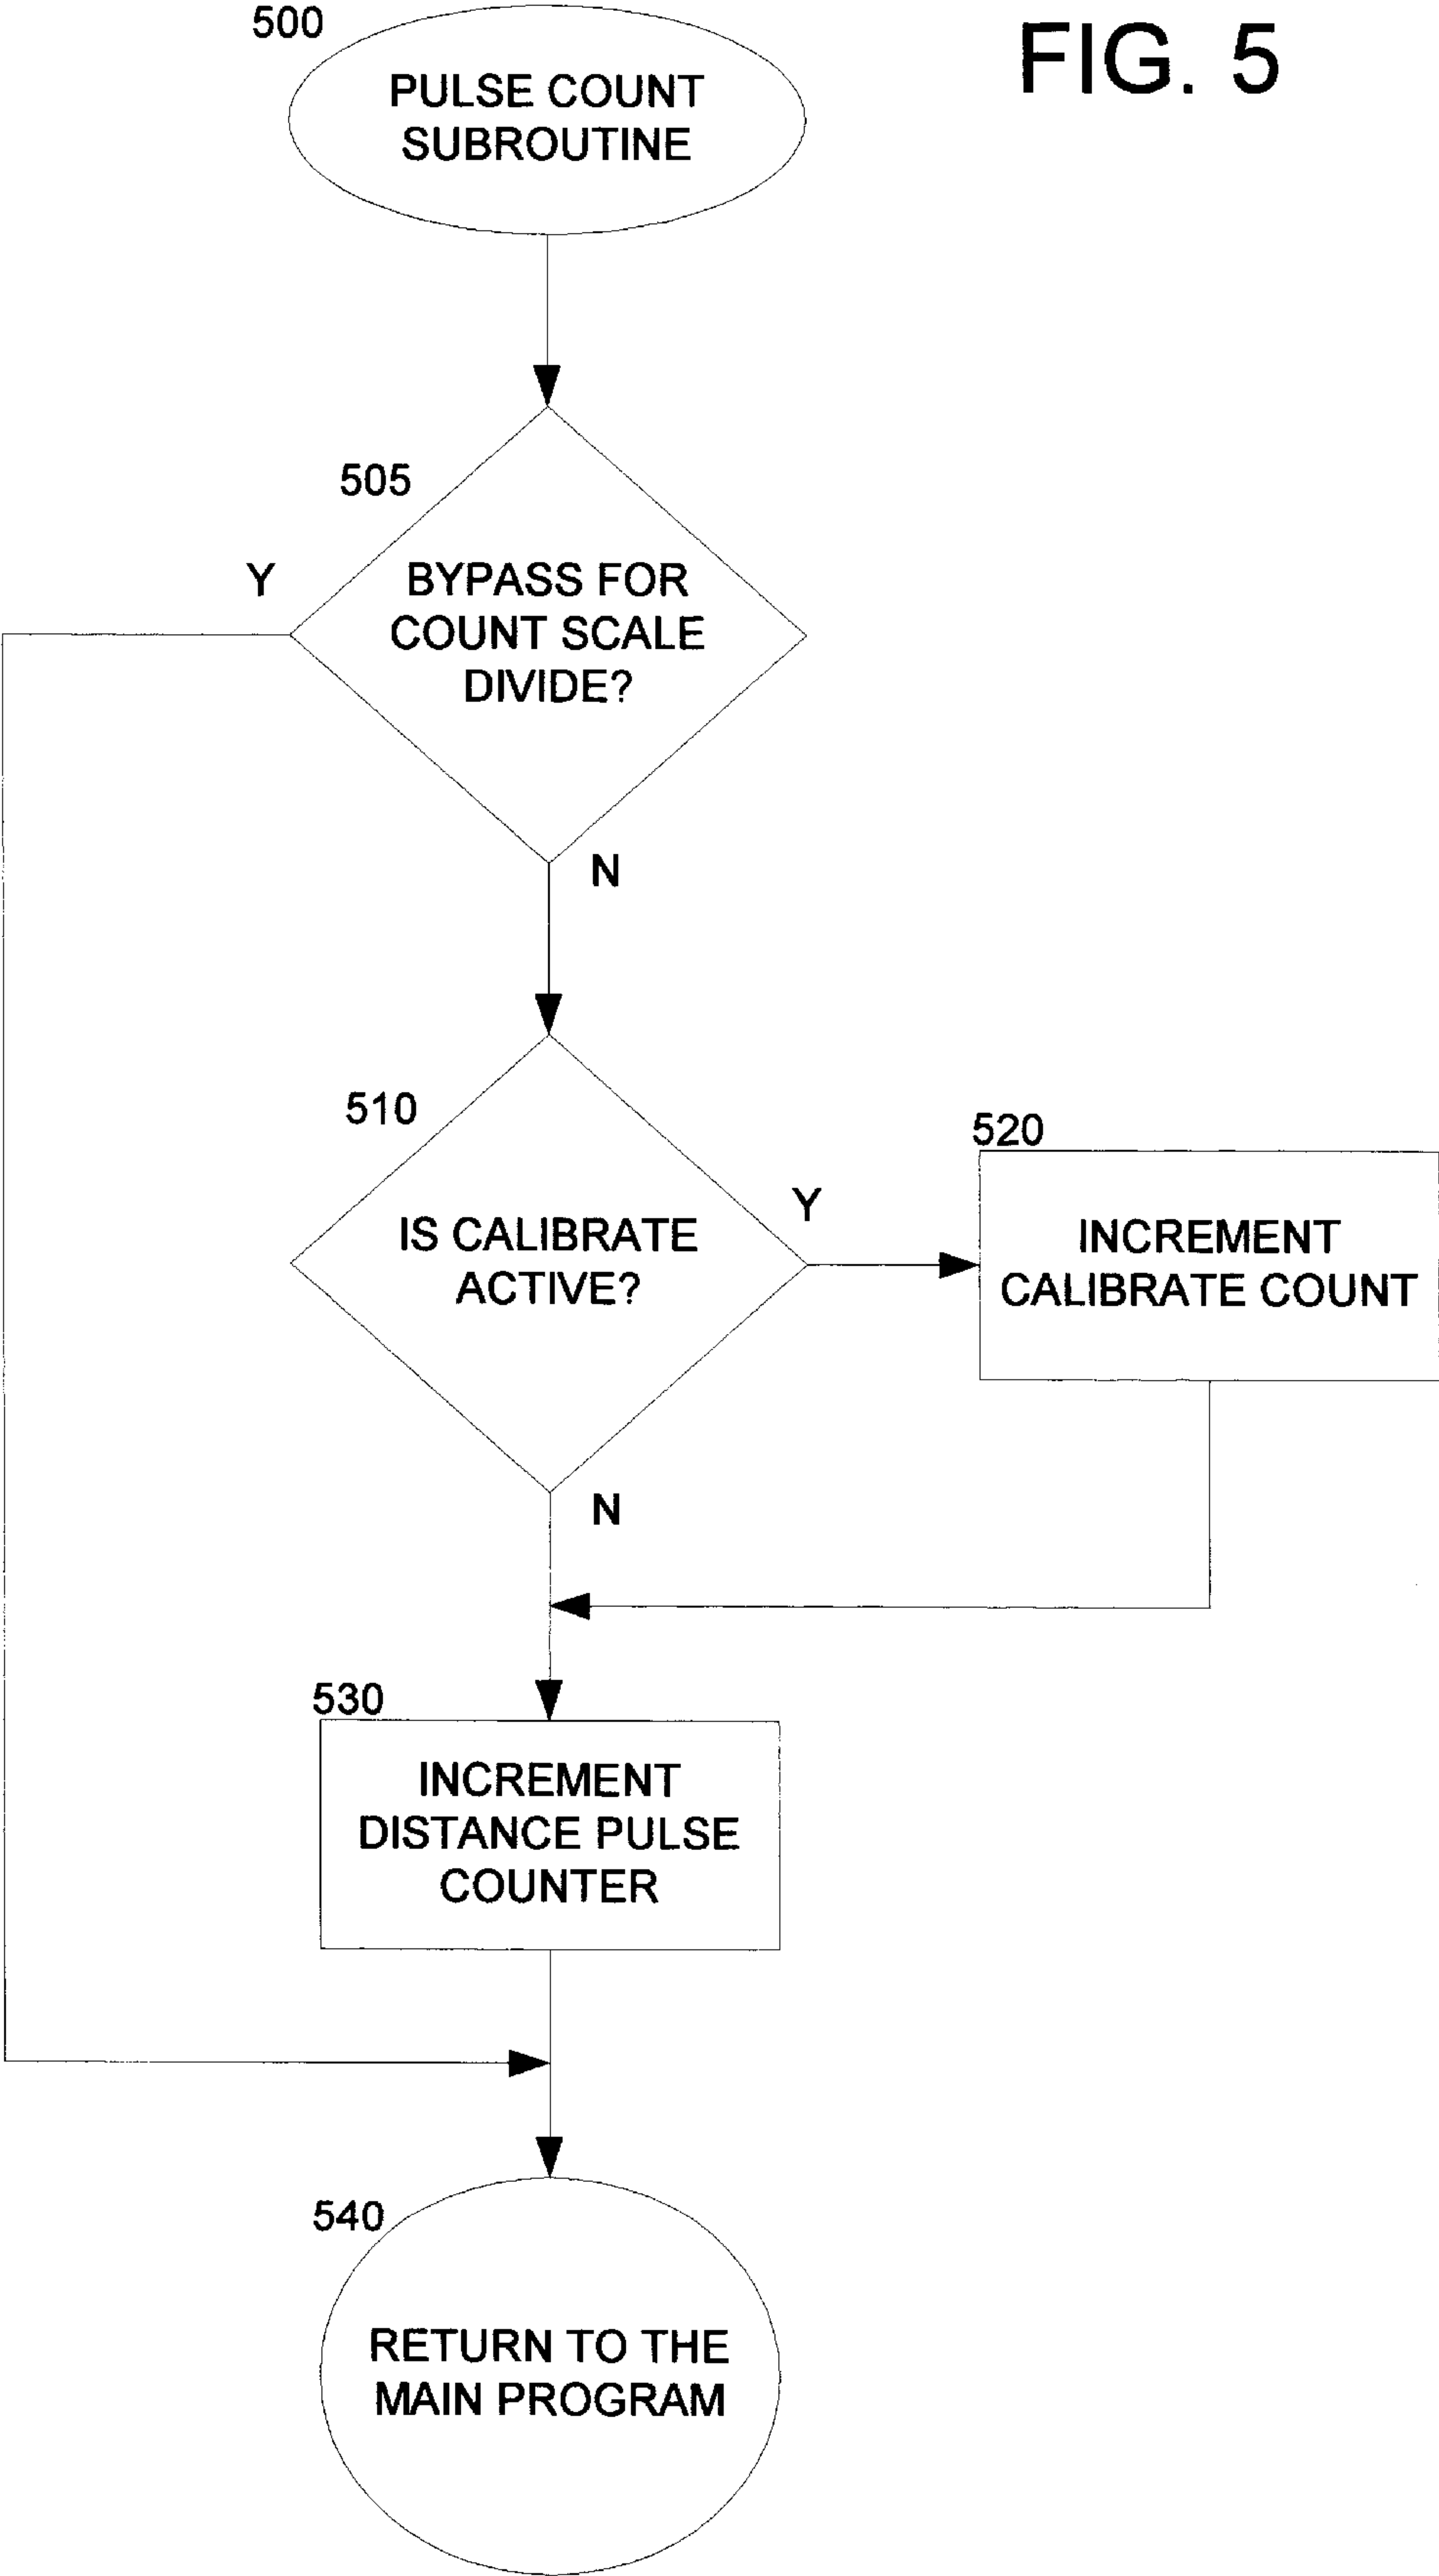 500
FIG. 5
PULSE COUNT
SUBROUTINE
505
Y
BYPASS FOR
COUNT SCALE
DIVIDE?
N
510
520
Y
IS CALIBRATE
ACTIVE?
INCREMENT
CALIBRATE COUNT
N
530
INCREMENT
DISTANCE PULSE
COUNTER
540
RETURN TO THE
MAIN PROGRAM